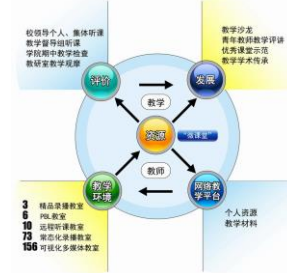 校领导个人、集体听课
教学督导组听课
学院期中教学检查
教研室教学观摩
教学沙龙
青年教师教学评讲
优秀课堂示范
教学学术传承
评价
发展
教学
资源
"微课堂"
教师
教学
环境
网络教
学平台
3 精品录播教室
6 PBL教室
10 远程听课教室
73 常态化录播教室
156 可视化多媒体教室
个人资源
教学材料